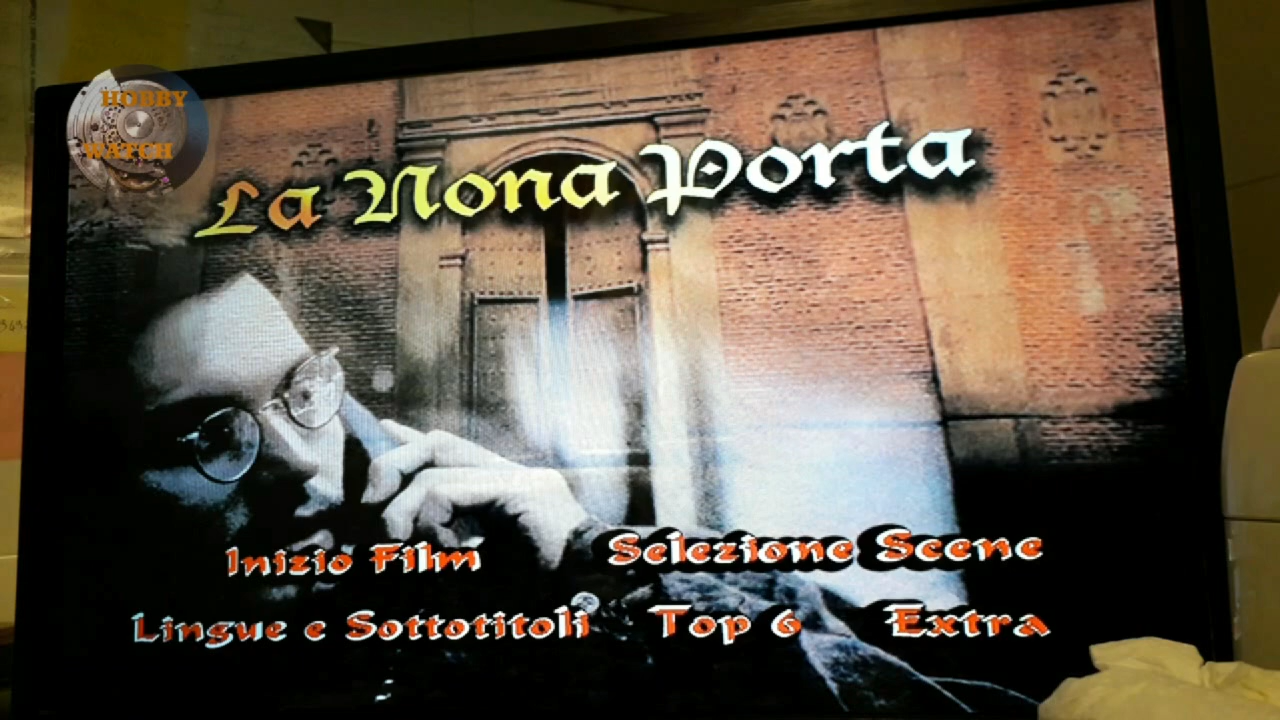 HOBBY
WATCH
La Nona Porta
Inizio Film
Selezione Scene
Lingue e Sottotitoli
Top 6
Extra